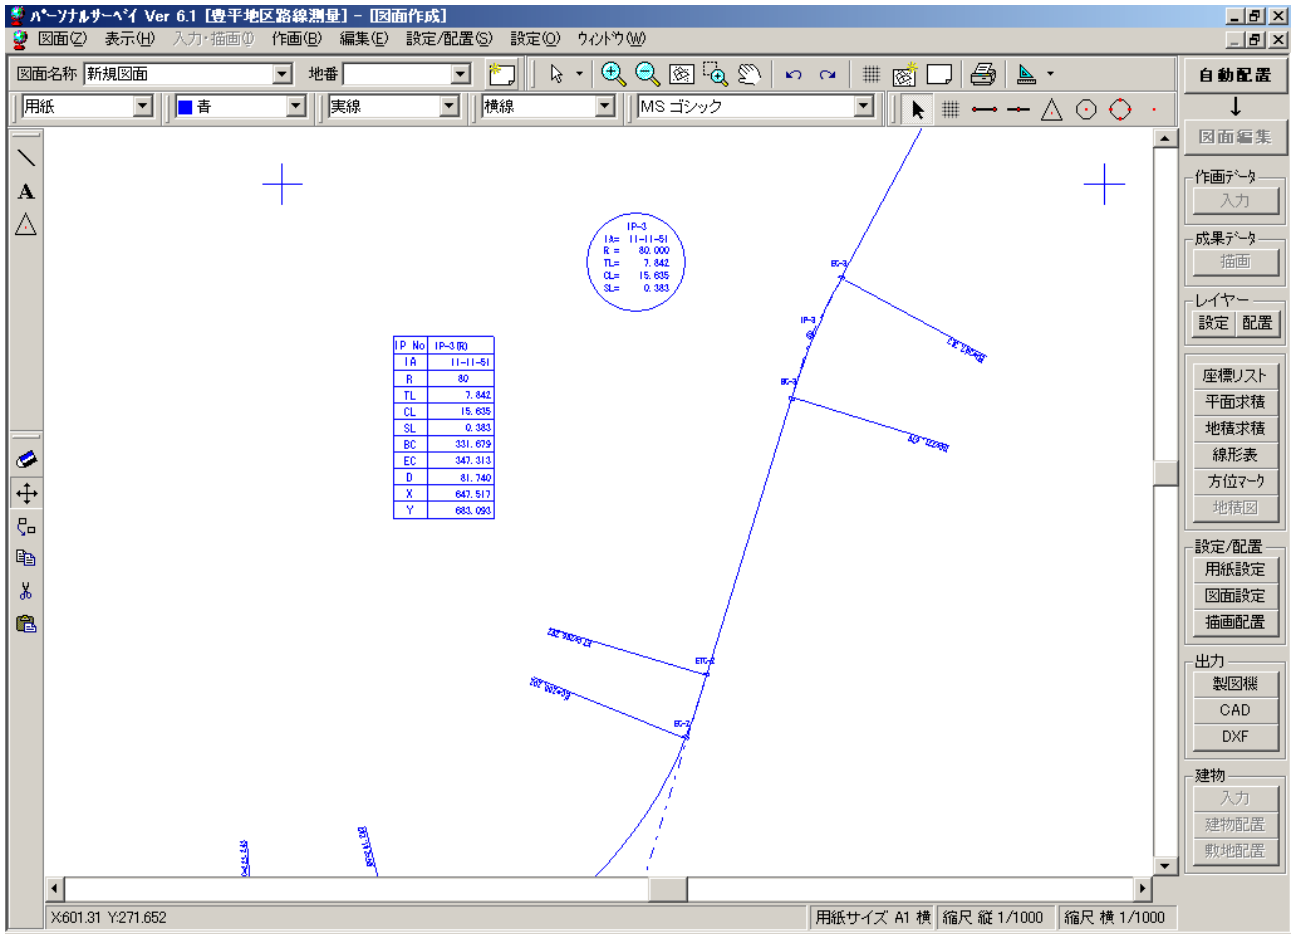 パーソナルサーベイ Ver 6.1 [豊平地区路線測量] - [図面作成]
図面(Z) 表示(H) 入力・描画(I) 作画(B) 編集(E) 設定/配置(S) 設定(O) ウィンドウ(W)
図面名称 新規図面 地番
用紙 青 実線 横線 MS ゴシック
A
自動配置
↓
図面編集
作画データ
入力
成果データ
描画
レイヤー
設定 配置
座標リスト
平面求積
地積求積
線形表
方位マーク
地積図
設定/配置
用紙設定
図面設定
描画配置
出力
製図機
CAD
DXF
建物
入力
建物配置
敷地配置
IP-3
IA= 11-11-51
R = 80.000
TL= 7.842
CL= 15.635
SL= 0.383
IP No IP-3(R)
IA 11-11-51
R 80
TL 7.842
CL 15.635
SL 0.383
BC 331.679
EC 347.313
D 81.740
X 647.517
Y 683.093
EC-3
IP-3
BC-3
ETC-2
EC-2
X:601.31 Y:271.652
用紙サイズ A1 横 縮尺 縦 1/1000 縮尺 横 1/1000